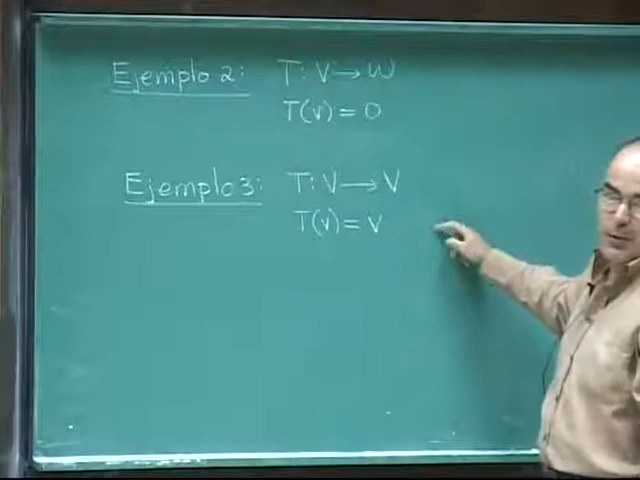 Ejemplo 2: T: V → W
T(v) = 0
Ejemplo 3: T: V → V
T(v) = v